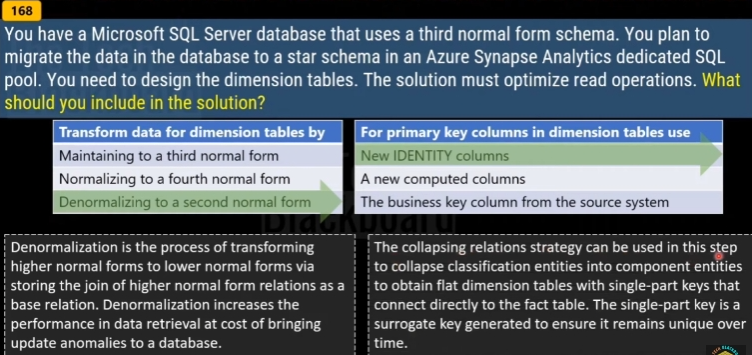 168
You have a Microsoft SQL Server database that uses a third normal form schema. You plan to
migrate the data in the database to a star schema in an Azure Synapse Analytics dedicated SQL
pool. You need to design the dimension tables. The solution must optimize read operations. What
should you include in the solution?
Transform data for dimension tables by
Maintaining to a third normal form
Normalizing to a fourth normal form
Denormalizing to a second normal form
For primary key columns in dimension tables use
New IDENTITY columns
A new computed columns
The business key column from the source system
Denormalization is the process of transforming
higher normal forms to lower normal forms via
storing the join of higher normal form relations as a
base relation. Denormalization increases the
performance in data retrieval at cost of bringing
update anomalies to a database.
The collapsing relations strategy can be used in this step
to collapse classification entities into component entities
to obtain flat dimension tables with single-part keys that
connect directly to the fact table. The single-part key is a
surrogate key generated to ensure it remains unique over
time.